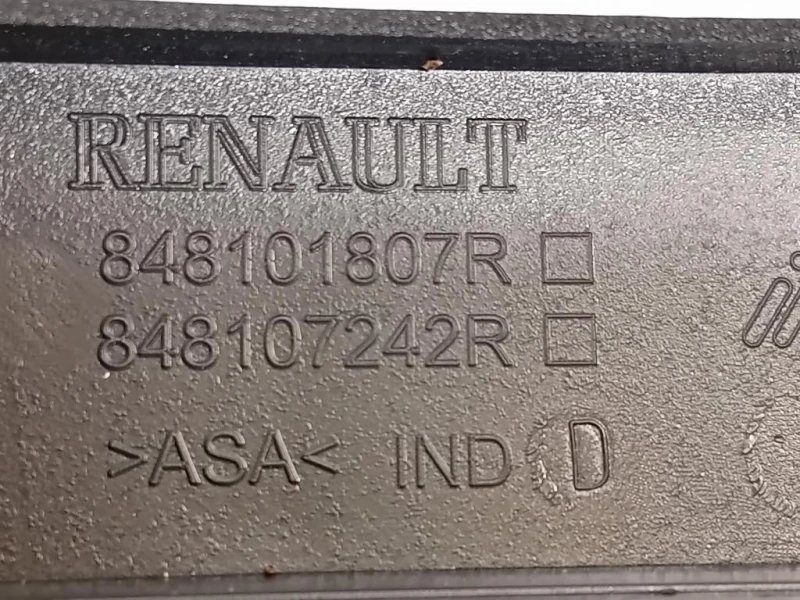 RENAULT
848101807R
848107242R
>ASA< IND D